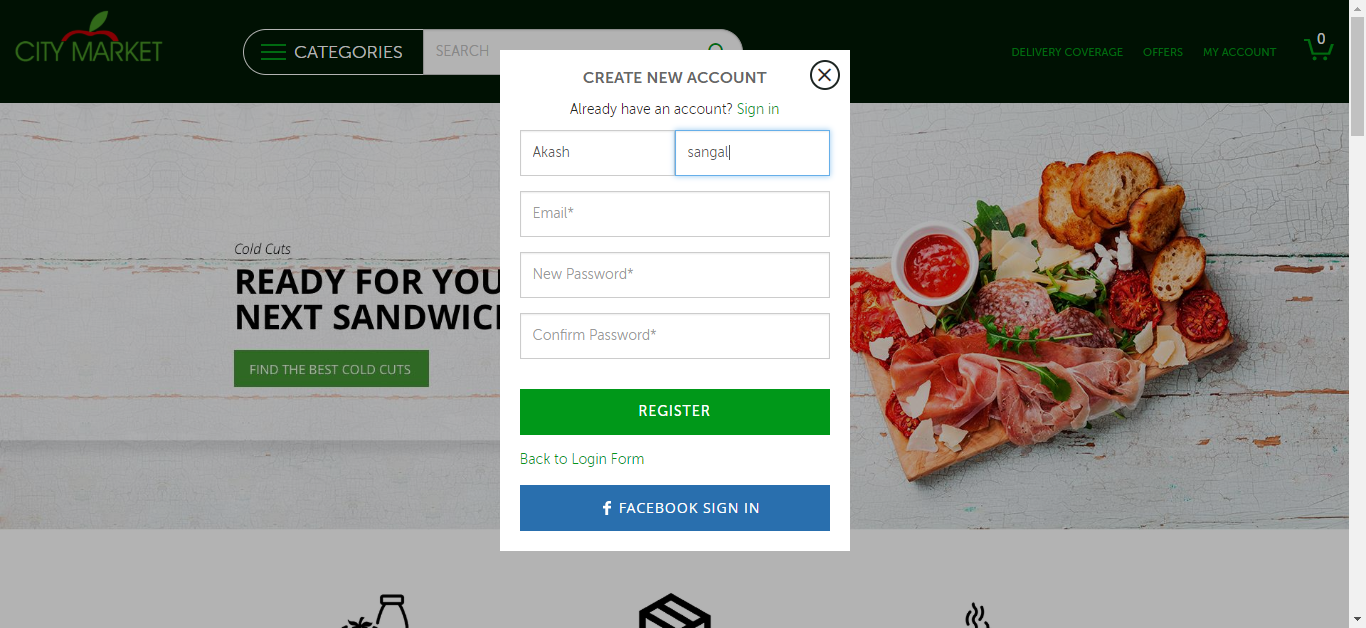 CITY MARKET
CATEGORIES
SEARCH
DELIVERY COVERAGE
OFFERS
MY ACCOUNT
0
CREATE NEW ACCOUNT
Already have an account? Sign in
Akash
sangal
Email*
New Password*
Confirm Password*
REGISTER
Back to Login Form
FACEBOOK SIGN IN
Cold Cuts
READY FOR YOU
NEXT SANDWIC
FIND THE BEST COLD CUTS